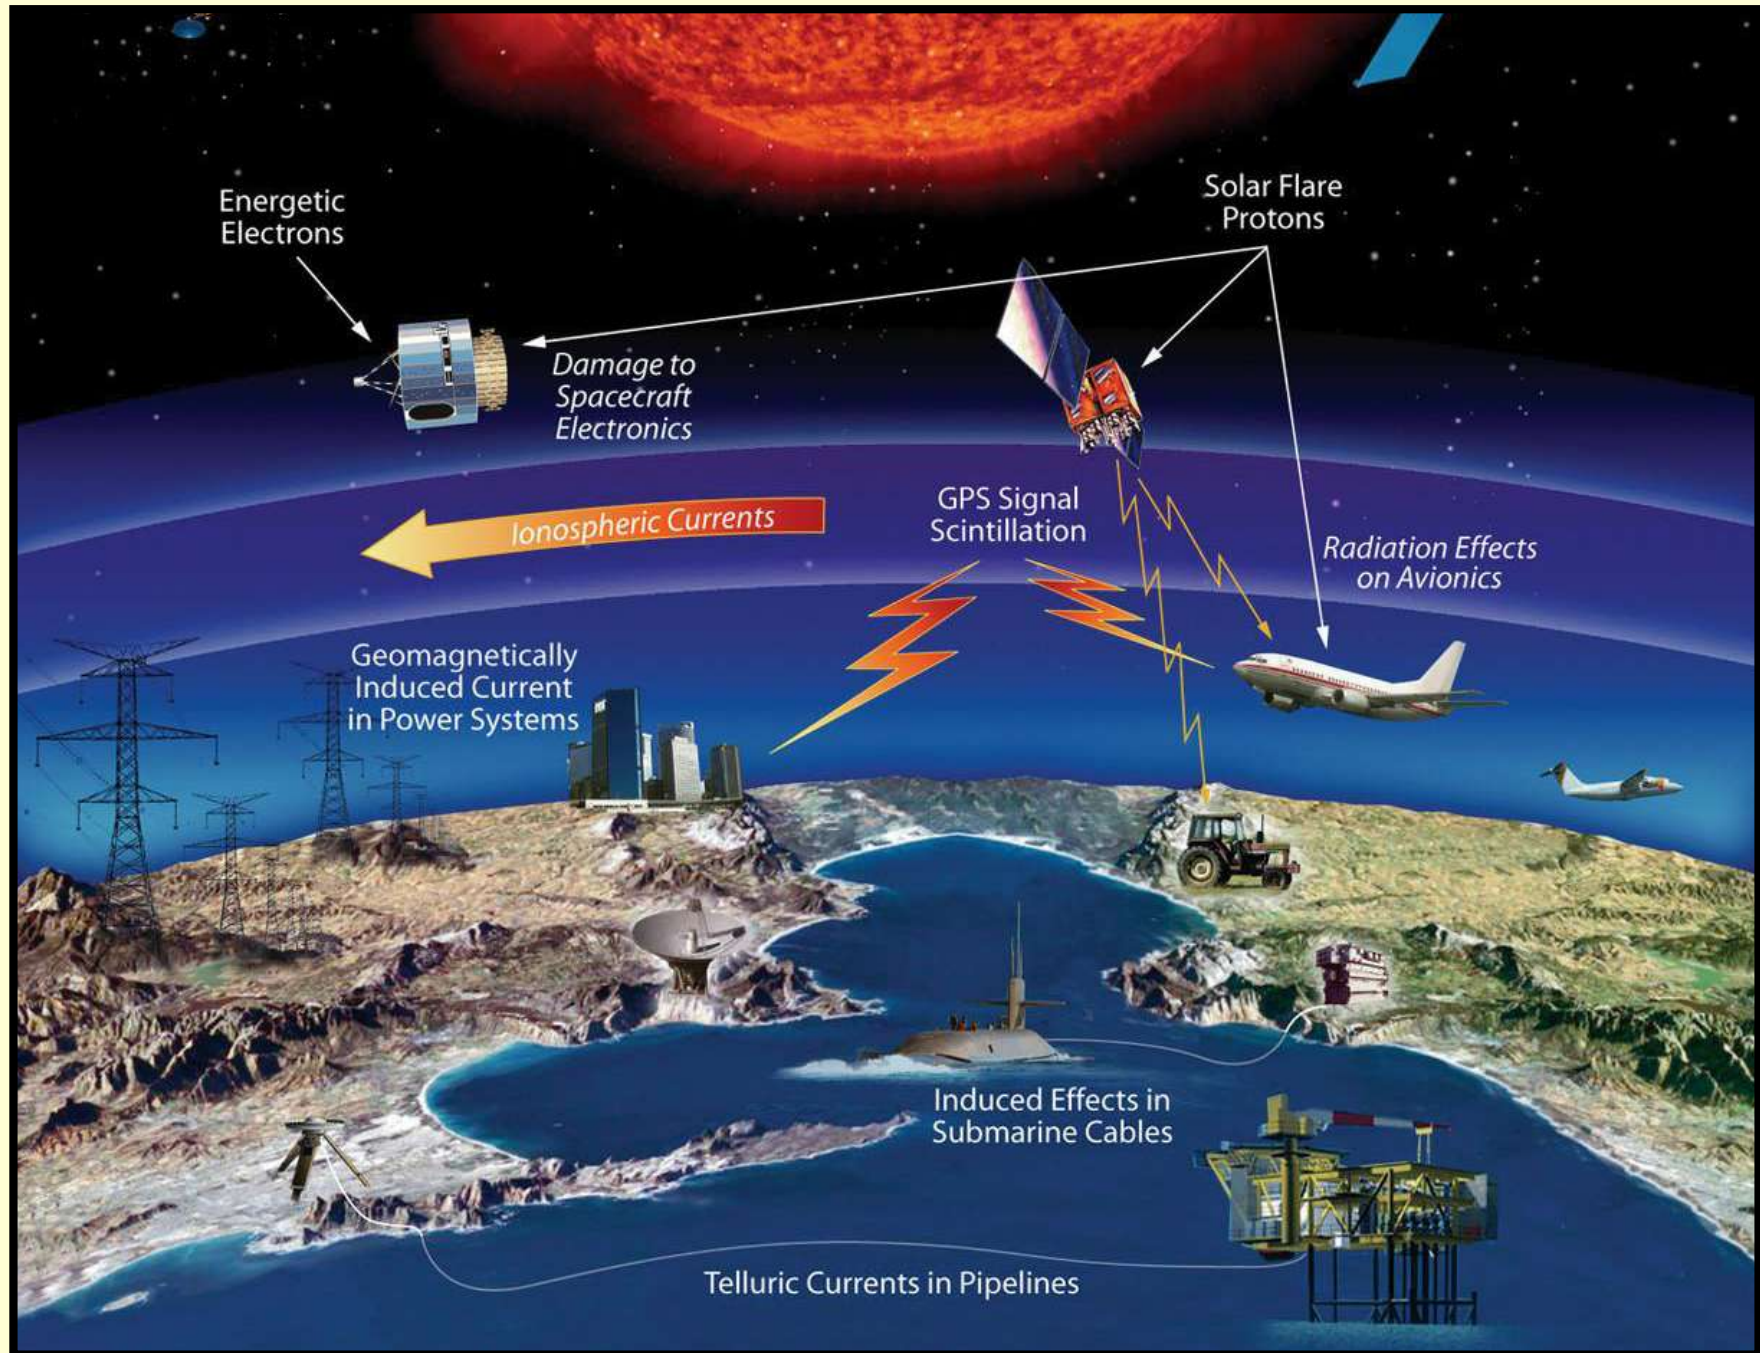 Energetic
Electrons
Solar Flare
Protons
Damage to
Spacecraft
Electronics
Ionospheric Currents
GPS Signal
Scintillation
Radiation Effects
on Avionics
Geomagnetically
Induced Current
in Power Systems
Induced Effects in
Submarine Cables
Telluric Currents in Pipelines